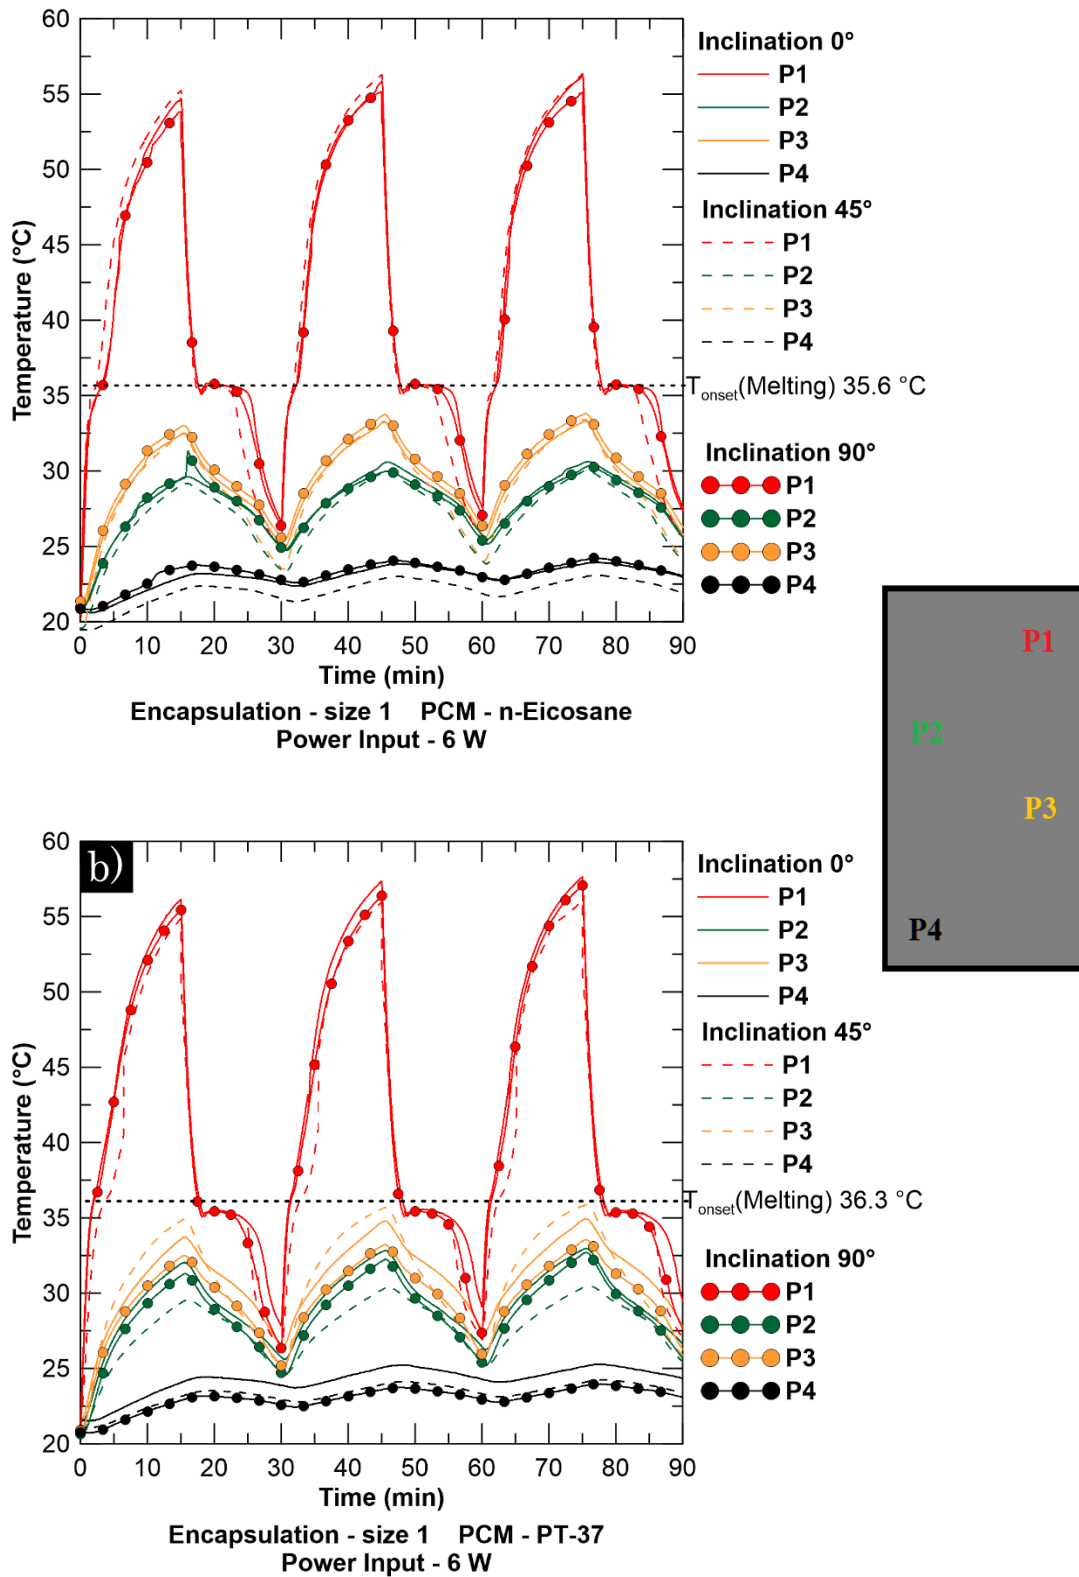 60
55
50
45
40
35
30
25
20
Temperature (°C)
0 10 20 30 40 50 60 70 80 90
Time (min)
Encapsulation - size 1 PCM - n-Eicosane
Power Input - 6 W
Inclination 0°
P1
P2
P3
P4
Inclination 45°
P1
P2
P3
P4
Tonset(Melting) 35.6 °C
Inclination 90°
P1
P2
P3
P4
P1
P2
P3
P4
b)
60
55
50
45
40
35
30
25
20
Temperature (°C)
0 10 20 30 40 50 60 70 80 90
Time (min)
Encapsulation - size 1 PCM - PT-37
Power Input - 6 W
Inclination 0°
P1
P2
P3
P4
Inclination 45°
P1
P2
P3
P4
Tonset(Melting) 36.3 °C
Inclination 90°
P1
P2
P3
P4